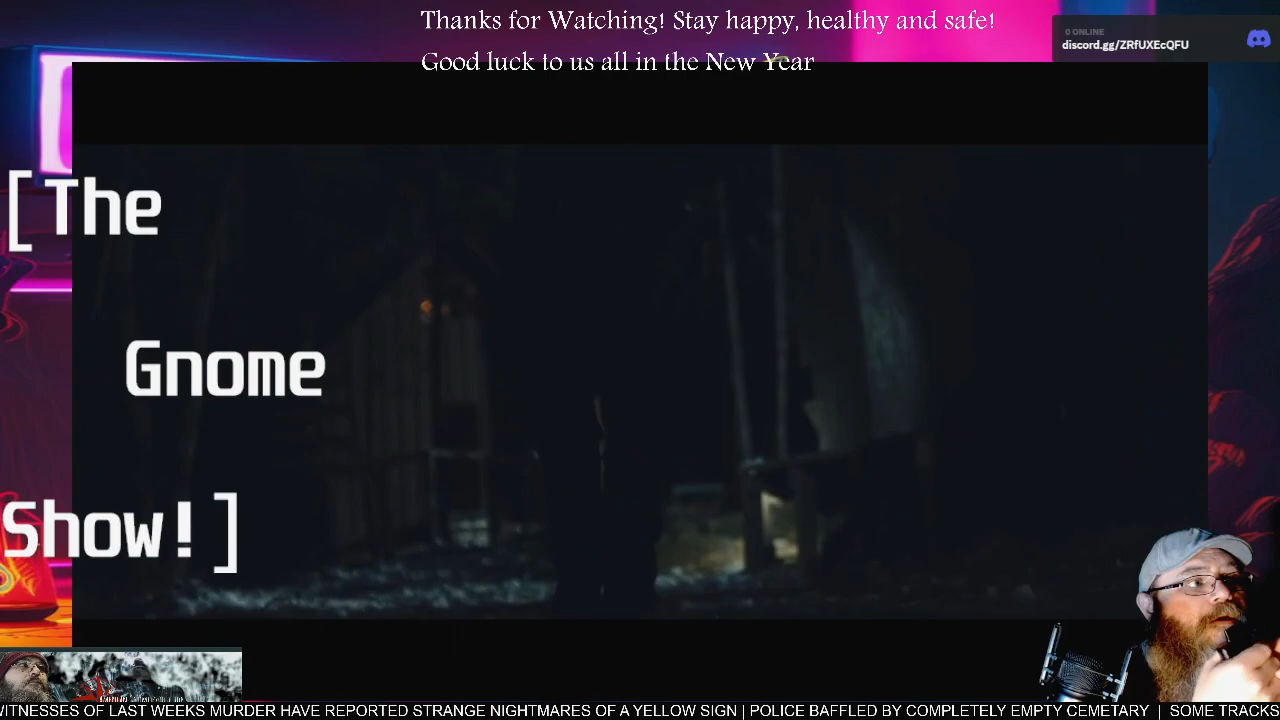 Thanks for Watching! Stay happy, healthy and safe!
Good luck to us all in the New Year
0 ONLINE
discord.gg/ZRfUXEcQFU
[The
Gnome
Show!]
WITNESSES OF LAST WEEKS MURDER HAVE REPORTED STRANGE NIGHTMARES OF A YELLOW SIGN | POLICE BAFFLED BY COMPLETELY EMPTY CEMETARY | SOME TRACKS